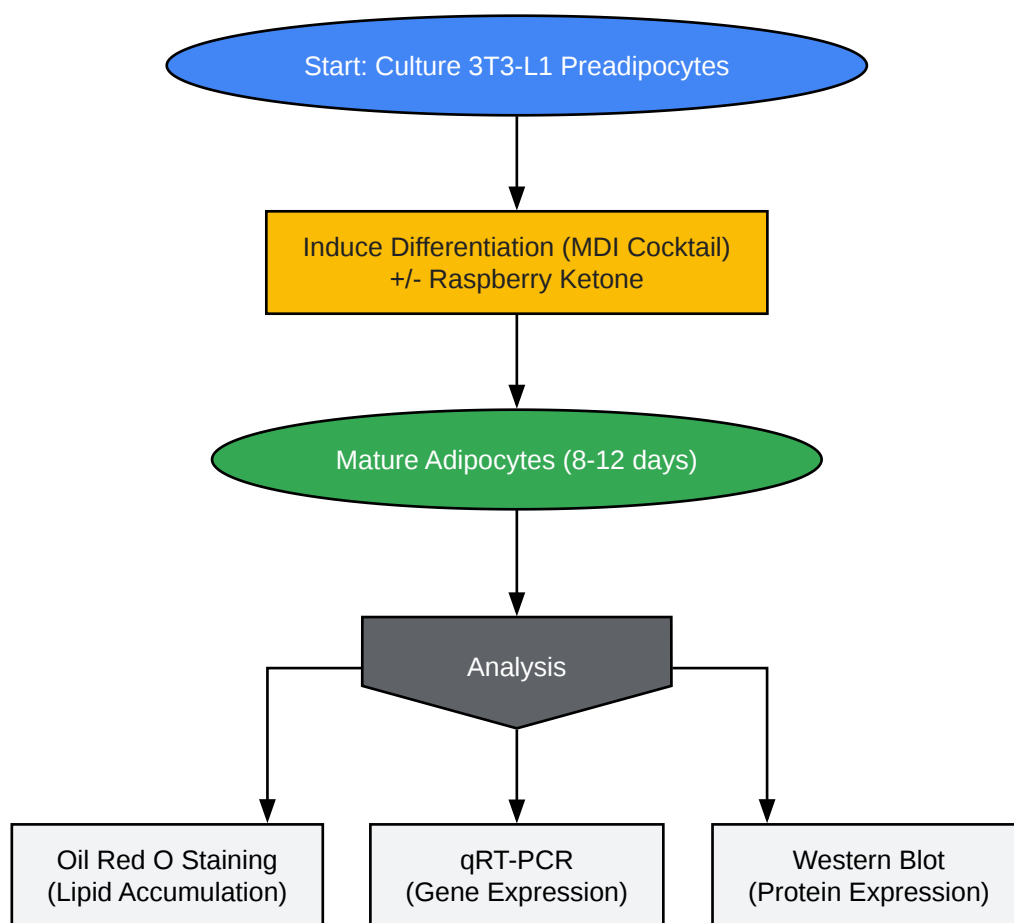 Start: Culture 3T3-L1 Preadipocytes
Induce Differentiation (MDI Cocktail)
+/- Raspberry Ketone
Mature Adipocytes (8-12 days)
Analysis
Oil Red O Staining
(Lipid Accumulation)
qRT-PCR
(Gene Expression)
Western Blot
(Protein Expression)